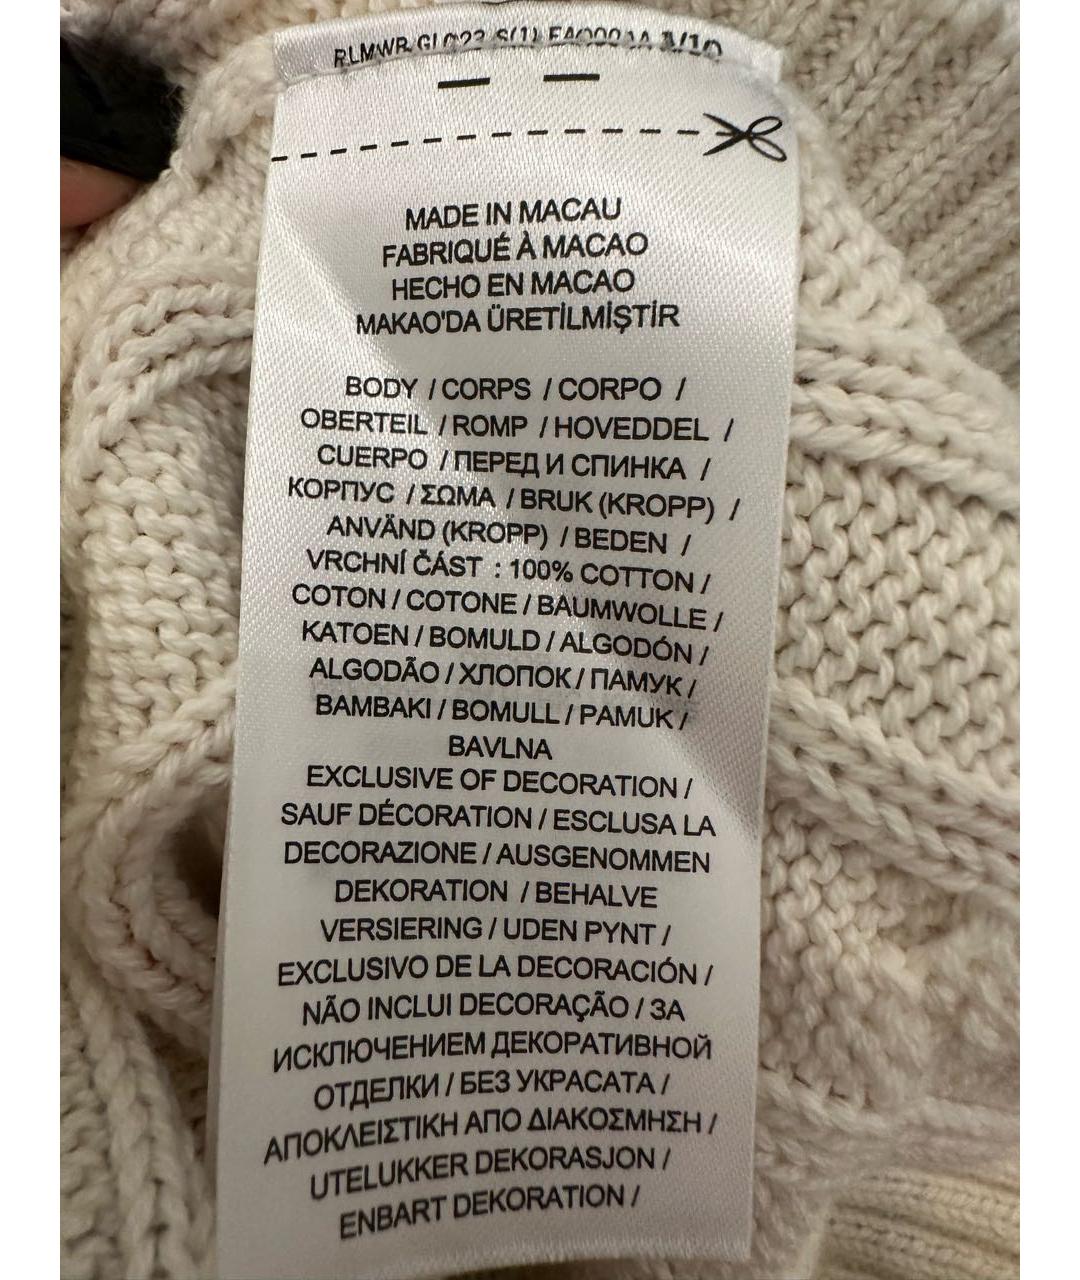 MADE IN MACAU
FABRIQUÉ À MACAO
HECHO EN MACAO
MAKAO'DA ÜRETİLMİŞTİR
BODY / CORPS / CORPO /
OBERTEIL / ROMP / HOVEDDEL /
CUERPO / ПЕРЕД И СПИНКА /
КОРПУС / ΣΩΜΑ / BRUK (KROPP) /
ANVÄND (KROPP) / BEDEN /
VRCHNÍ ČÁST : 100% COTTON /
COTON / COTONE / BAUMWOLLE /
KATOEN / BOMULD / ALGODÓN /
ALGODÃO / ХЛОПОК / ПАМУК /
BAMBAKI / BOMULL / PAMUK /
BAVLNA
EXCLUSIVE OF DECORATION /
SAUF DÉCORATION / ESCLUSA LA
DECORAZIONE / AUSGENOMMEN
DEKORATION / BEHALVE
VERSIERING / UDEN PYNT /
EXCLUSIVO DE LA DECORACIÓN /
NÃO INCLUI DECORAÇÃO / ЗА
ИСКЛЮЧЕНИЕМ ДЕКОРАТИВНОЙ
ОТДЕЛКИ / БЕЗ УКРАСАТА /
ΑΠΟΚΛΕΙΣΤΙΚΗ ΑΠΟ ΔΙΑΚΟΣΜΗΣΗ /
UTELUKKER DEKORASJON /
ENBART DEKORATION /